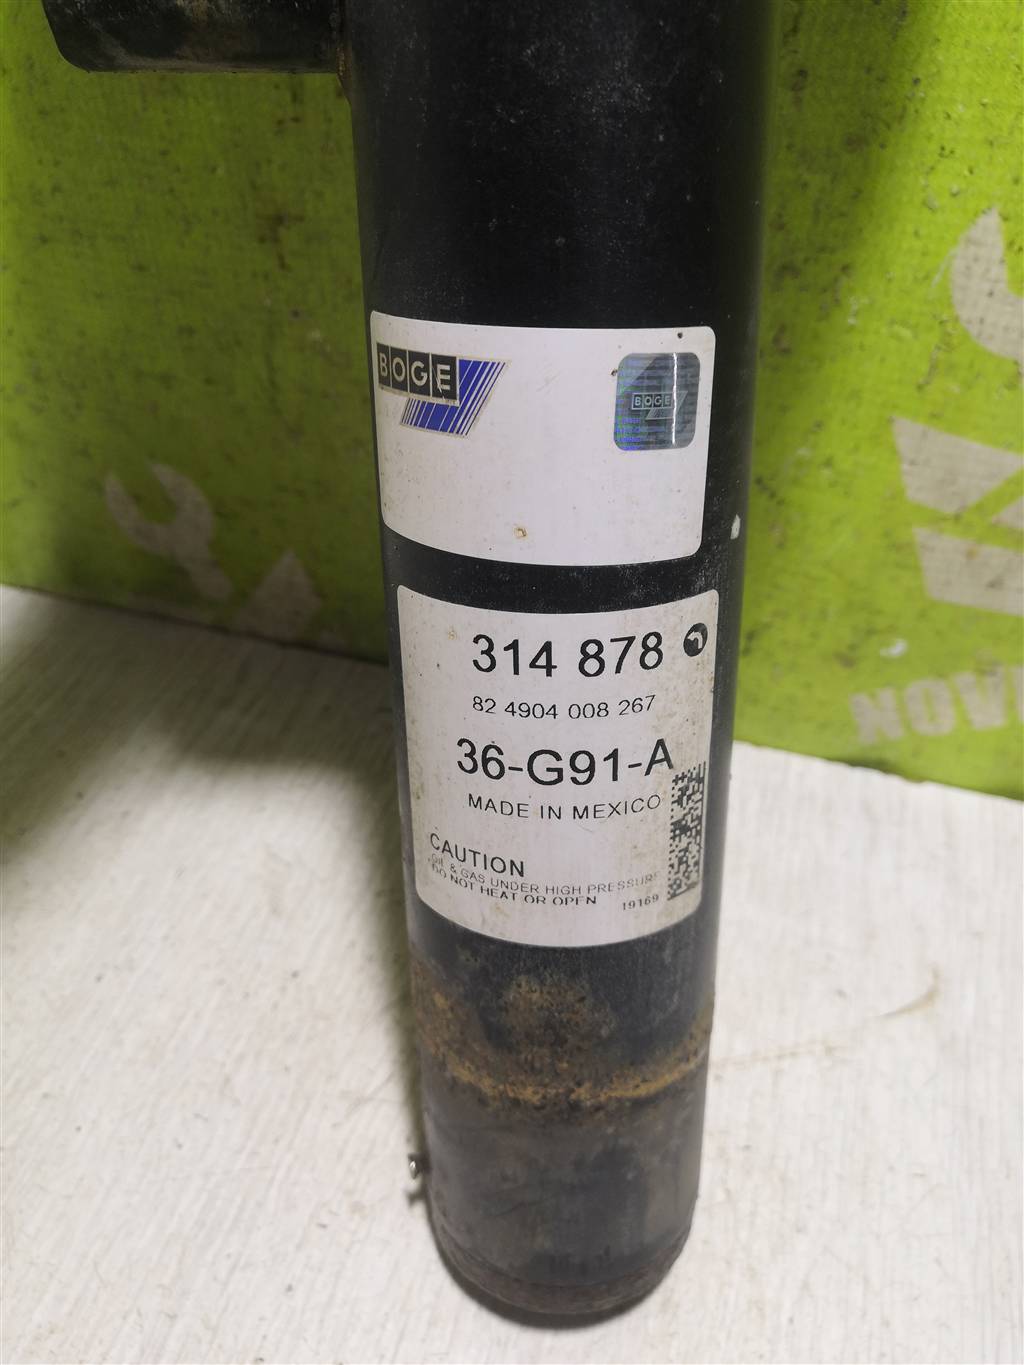 BOGE
BOGE
314 878
82 4904 008 267
36-G91-A
MADE IN MEXICO
CAUTION
OIL & GAS UNDER HIGH PRESSURE
DO NOT HEAT OR OPEN 19169
NOVI